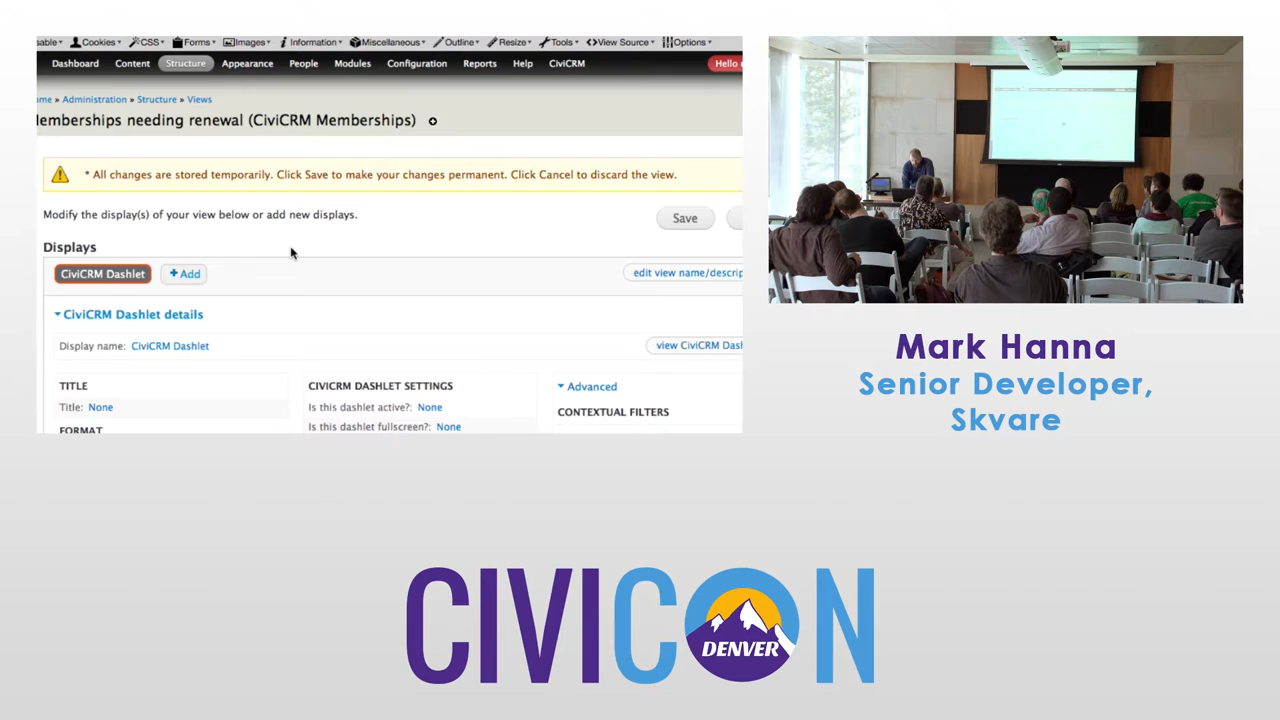 sable▾ Cookies▾ CSS▾ Forms▾ Images▾ Information▾ Miscellaneous▾ Outline▾ Resize▾ Tools▾ View Source▾ Options▾
Dashboard Content Structure Appearance People Modules Configuration Reports Help CiviCRM Hello
ome » Administration » Structure » Views
emberships needing renewal (CiviCRM Memberships)
* All changes are stored temporarily. Click Save to make your changes permanent. Click Cancel to discard the view.
Modify the display(s) of your view below or add new displays.
Save
Displays
CiviCRM Dashlet + Add edit view name/descrip
CiviCRM Dashlet details
Display name: CiviCRM Dashlet view CiviCRM Dash
TITLE CIVICRM DASHLET SETTINGS Advanced
Title: None Is this dashlet active?: None CONTEXTUAL FILTERS
FORMAT Is this dashlet fullscreen?: None
Mark Hanna
Senior Developer,
Skvare
CIVICON
DENVER